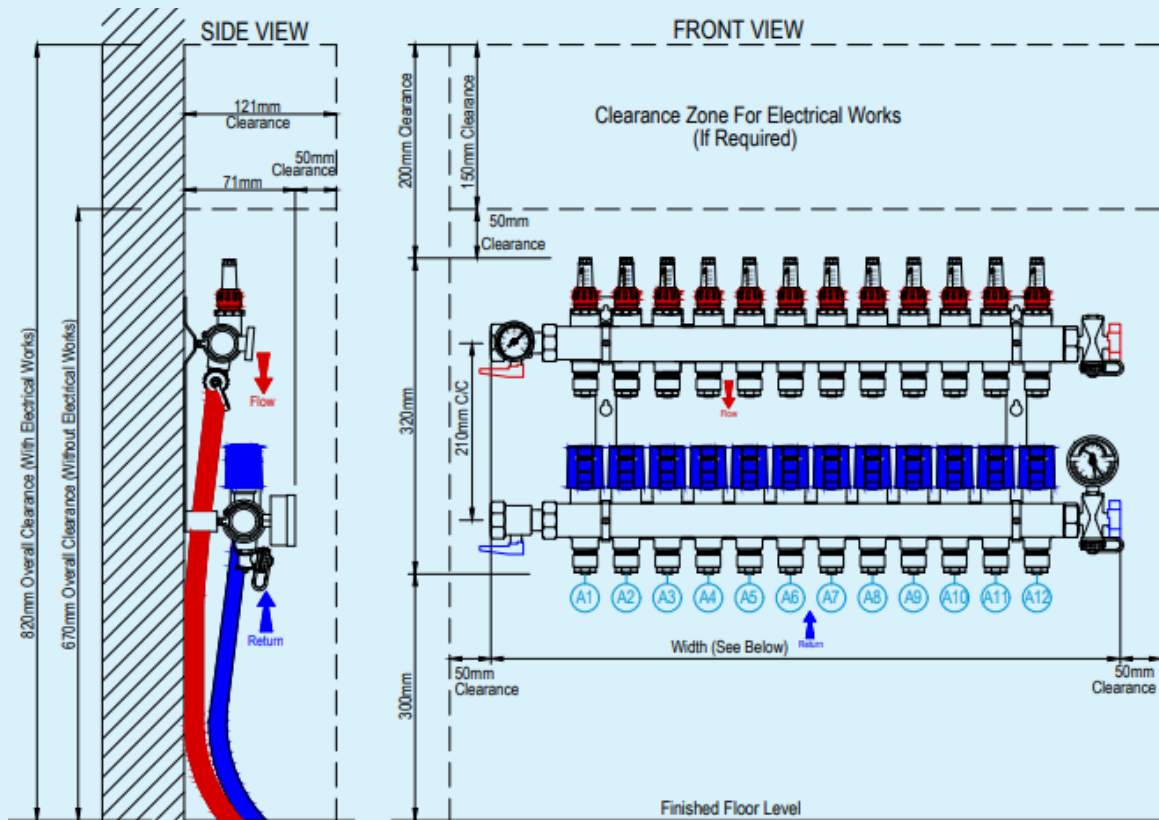 SIDE VIEW
121mm
Clearance
50mm
Clearance
71mm
820mm Overall Clearance (With Electrical Works)
670mm Overall Clearance (Without Electrical Works)
Flow
Return
FRONT VIEW
200mm Clearance
150mm Clearance
Clearance Zone For Electrical Works
(If Required)
50mm
Clearance
320mm
210mm C/C
Flow
A1 A2 A3 A4 A5 A6 A7 A8 A9 A10 A11 A12
Return
Width (See Below)
50mm
Clearance
50mm
Clearance
300mm
Finished Floor Level